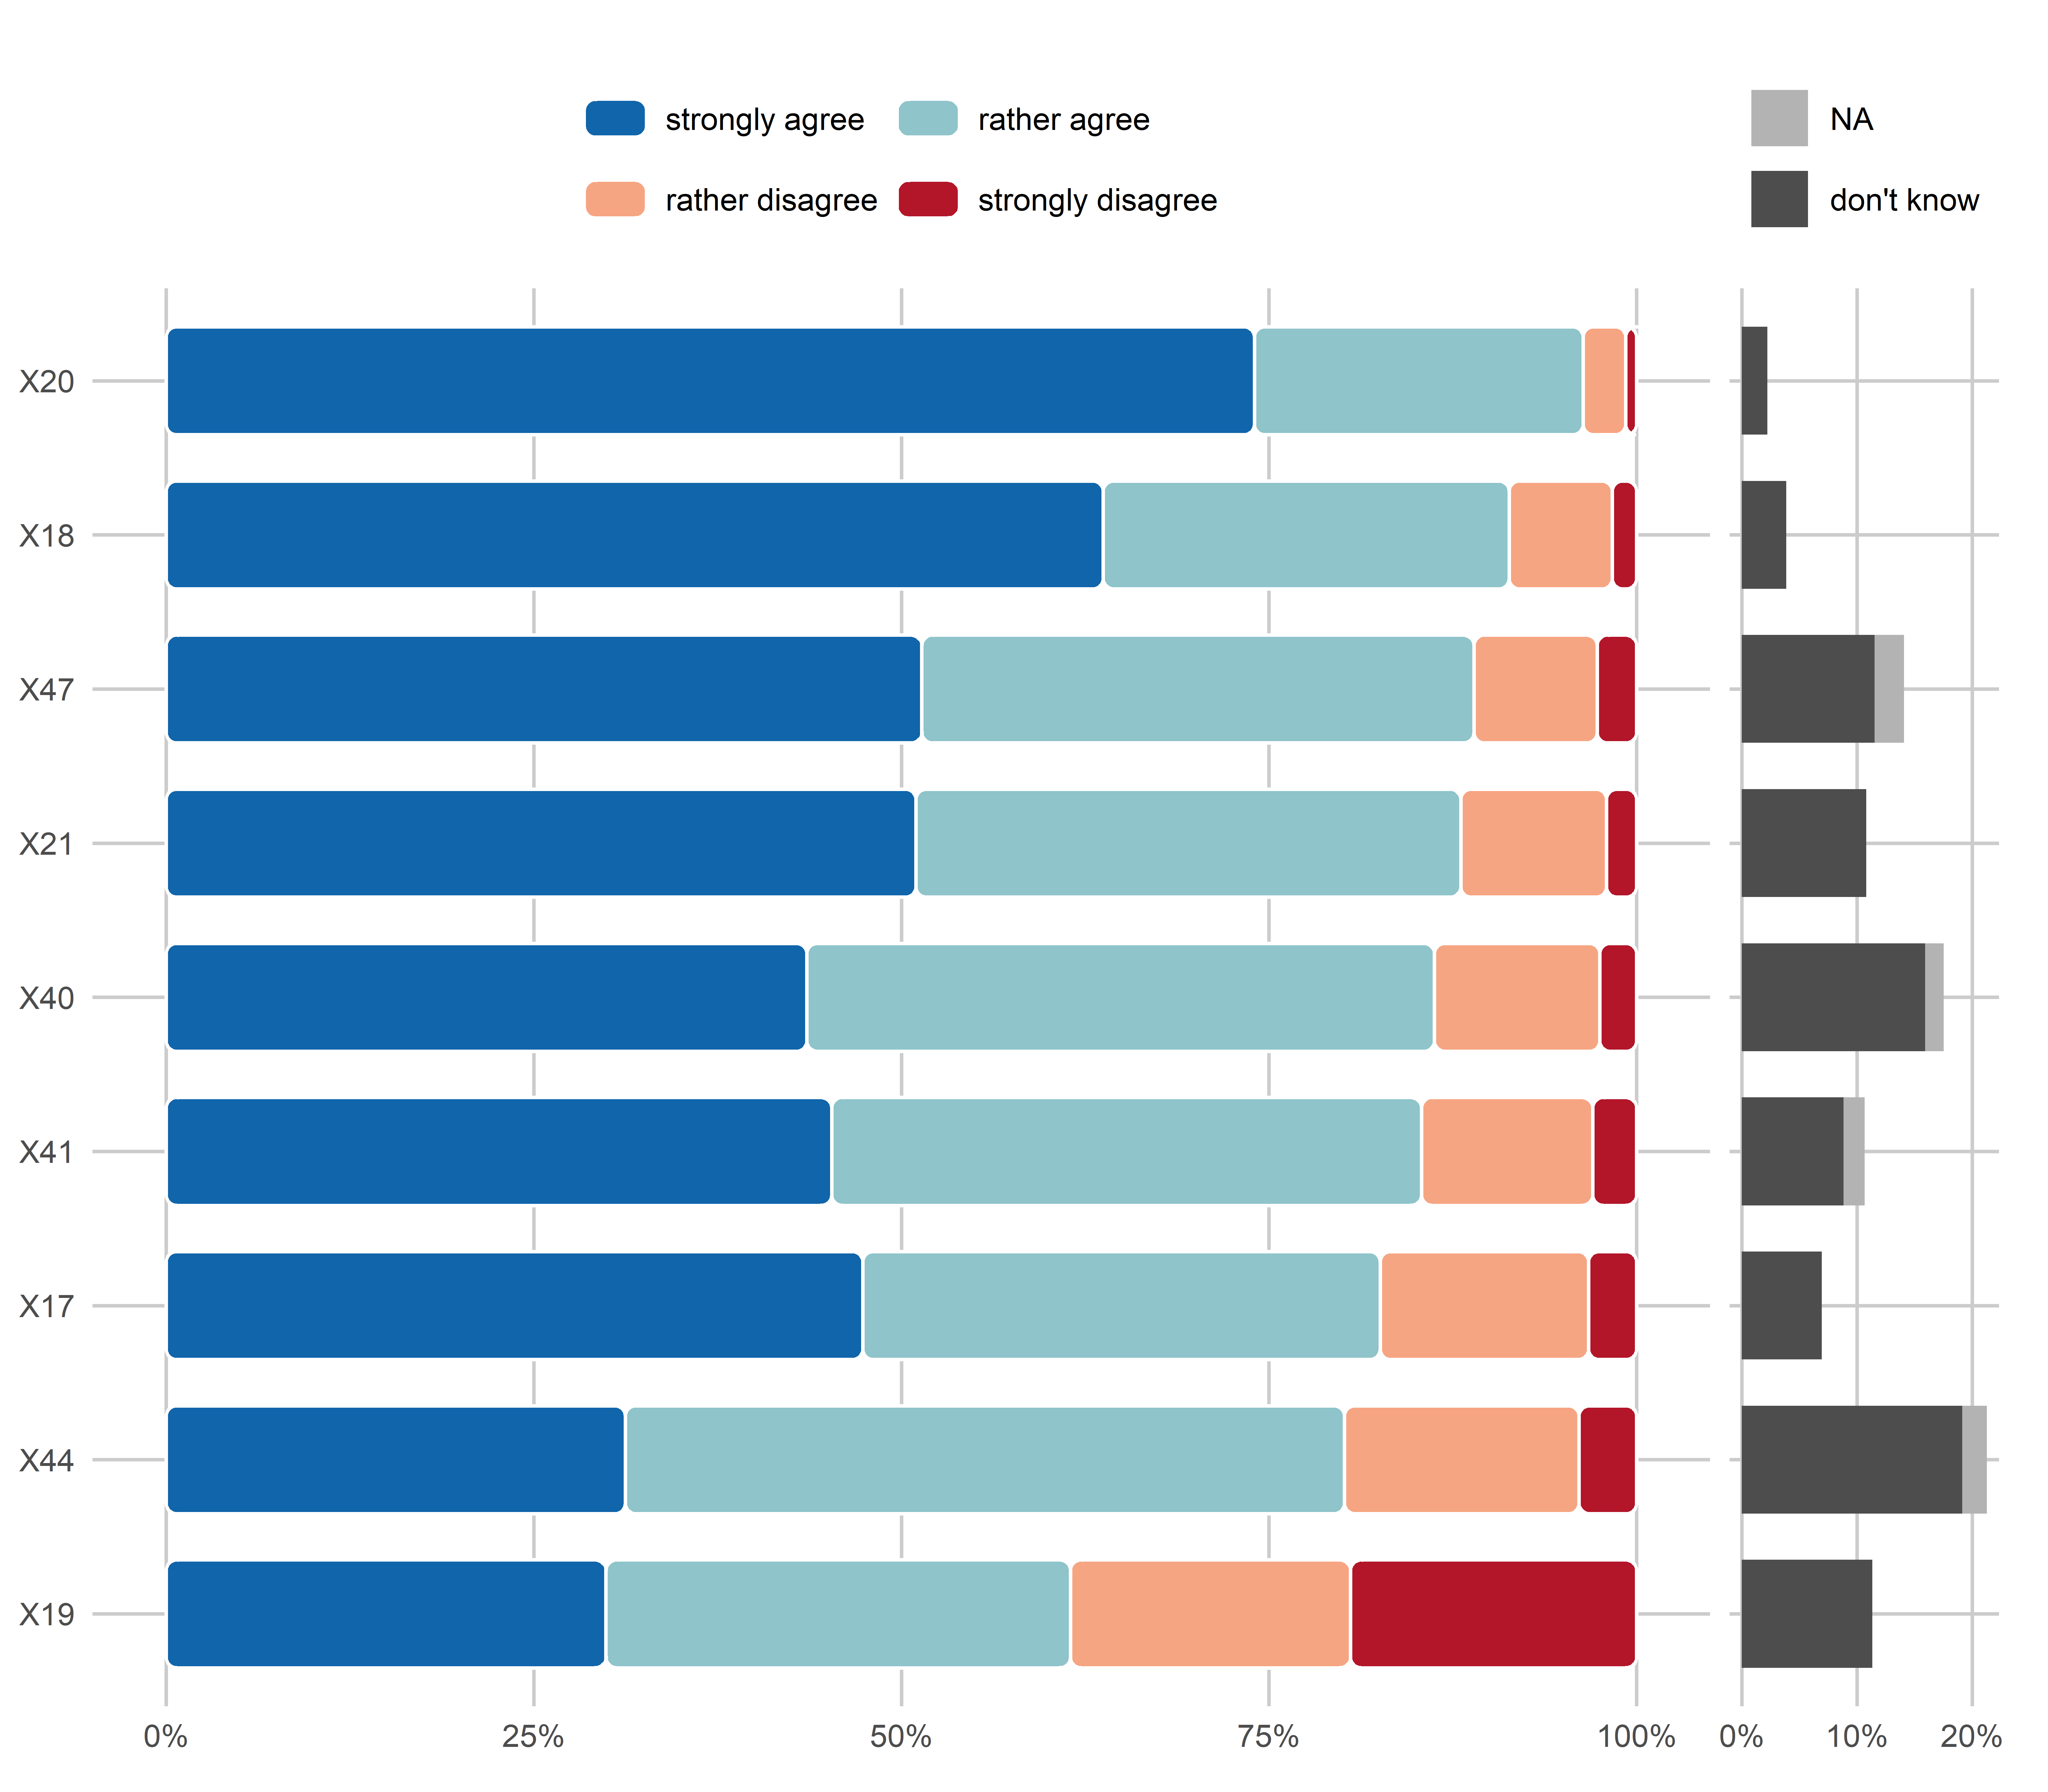 strongly agree
rather agree
NA
rather disagree
strongly disagree
don't know
X20
X18
X47
X21
X40
X41
X17
X44
X19
0%
25%
50%
75%
100%
0%
10%
20%